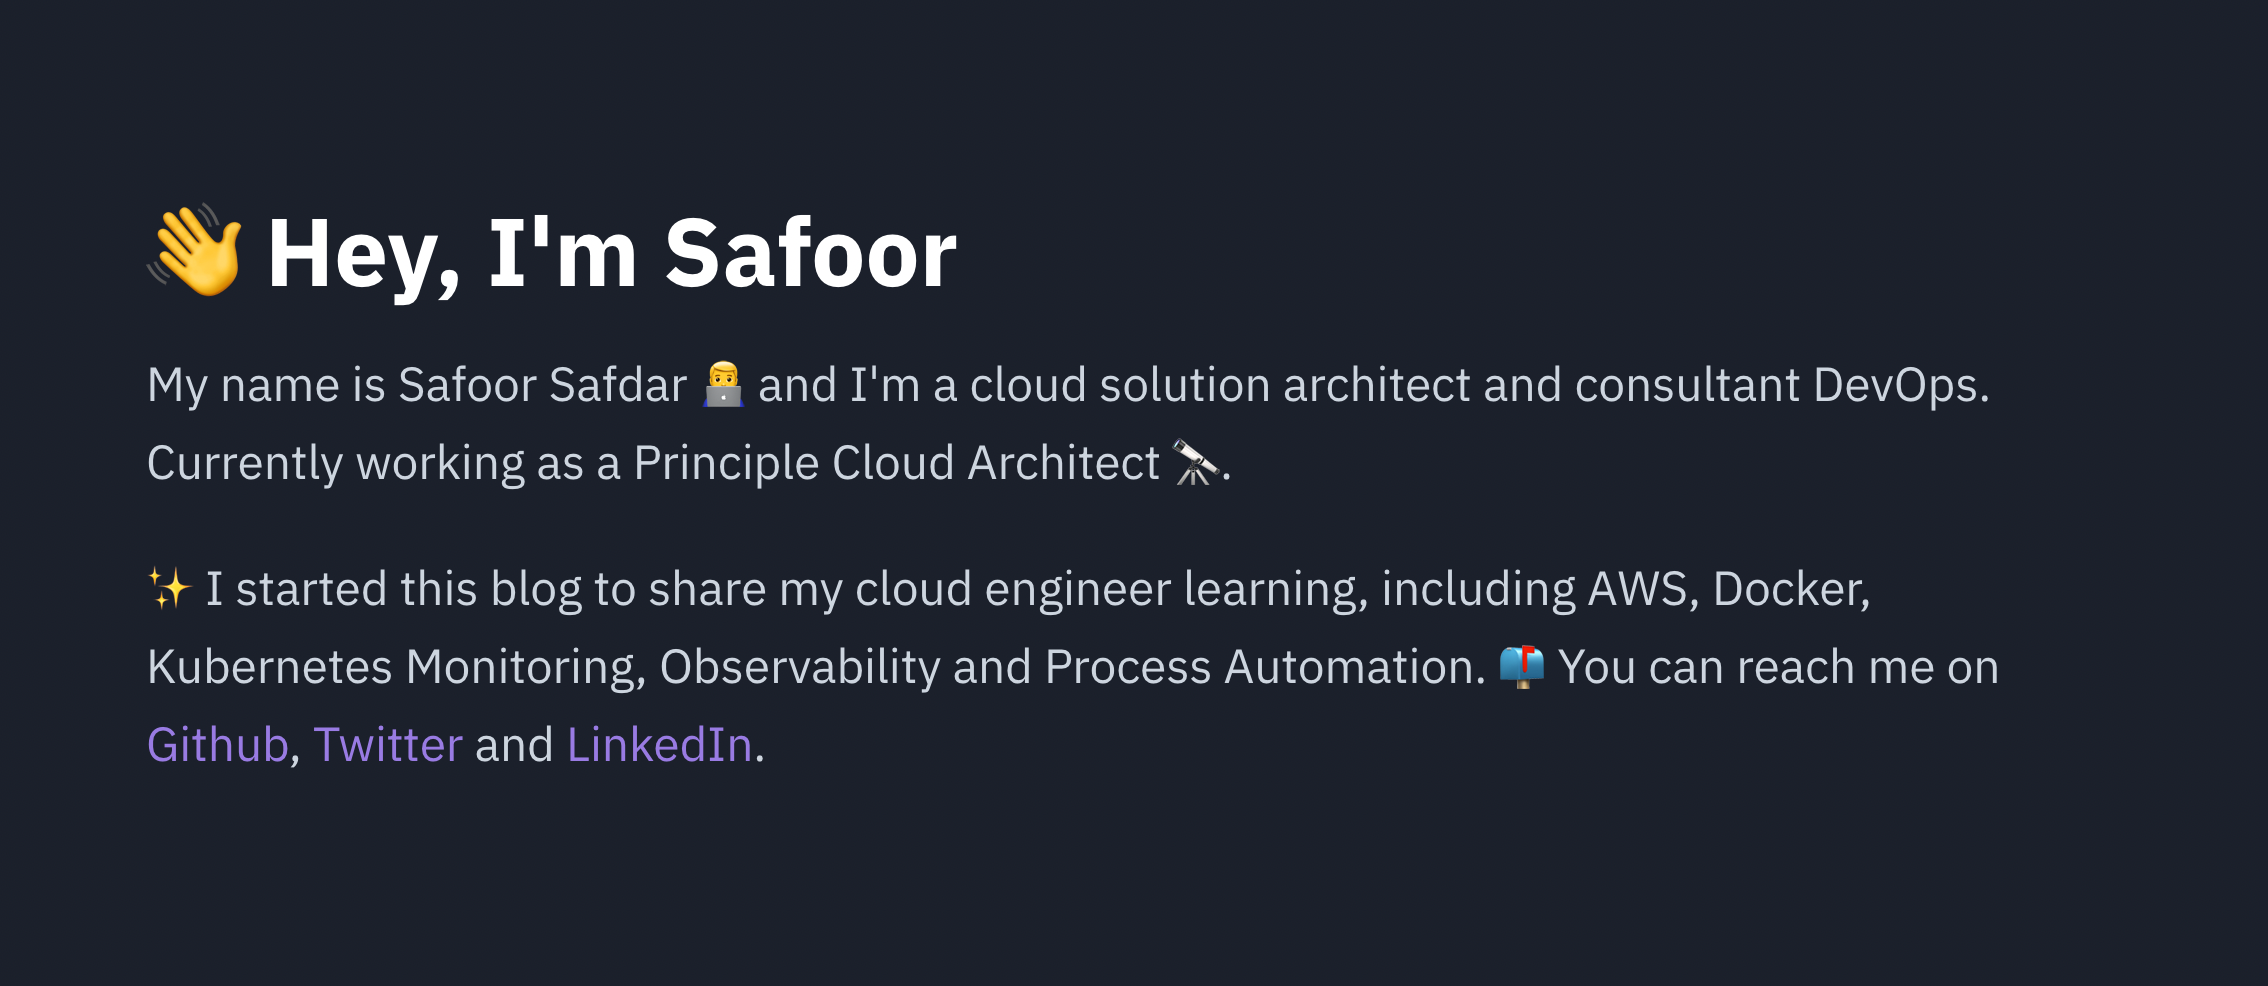 👋 Hey, I'm Safoor
My name is Safoor Safdar 👨‍💻 and I'm a cloud solution architect and consultant DevOps.
Currently working as a Principle Cloud Architect 🔭.
✨ I started this blog to share my cloud engineer learning, including AWS, Docker,
Kubernetes Monitoring, Observability and Process Automation. 📫 You can reach me on
Github, Twitter and LinkedIn.